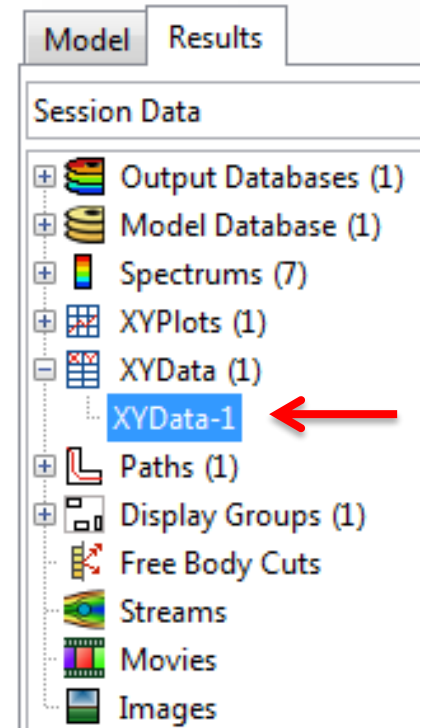 Model Results
Session Data
Output Databases (1)
Model Database (1)
Spectrums (7)
XYPlots (1)
XYData (1)
XYData-1
Paths (1)
Display Groups (1)
Free Body Cuts
Streams
Movies
Images